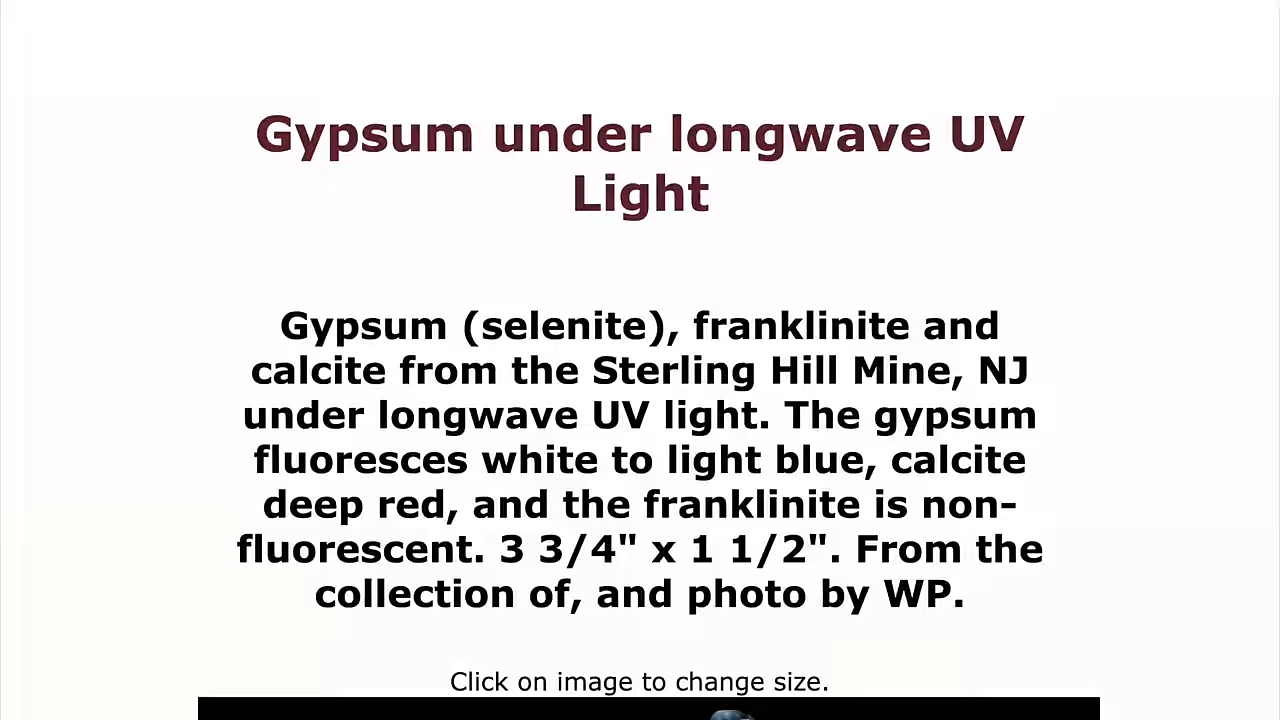 Gypsum under longwave UV
Light
Gypsum (selenite), franklinite and
calcite from the Sterling Hill Mine, NJ
under longwave UV light. The gypsum
fluoresces white to light blue, calcite
deep red, and the franklinite is non-
fluorescent. 3 3/4" x 1 1/2". From the
collection of, and photo by WP.
Click on image to change size.